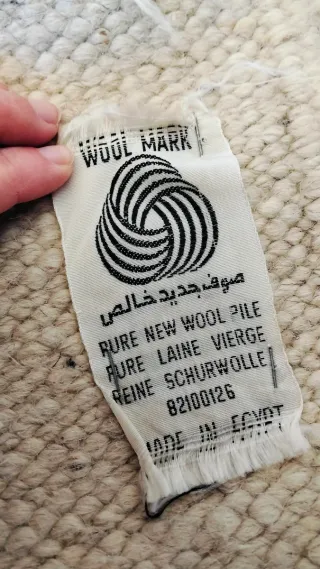 WOOL MARK
صوف جديد خالص
PURE NEW WOOL PILE
PURE LAINE VIERGE
REINE SCHURWOLLE
82100126
MADE IN EGYPT